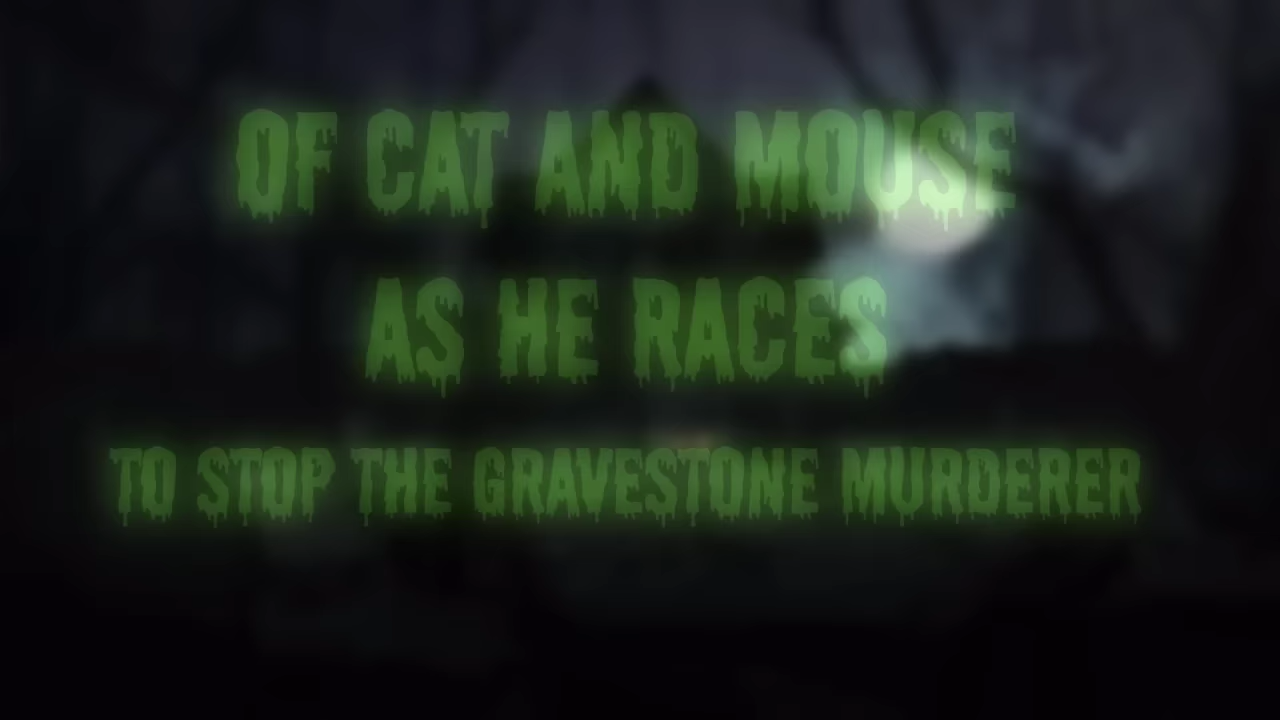 OF CAT AND MOUSE
AS HE RACES
TO STOP THE GRAVESTONE MURDERER